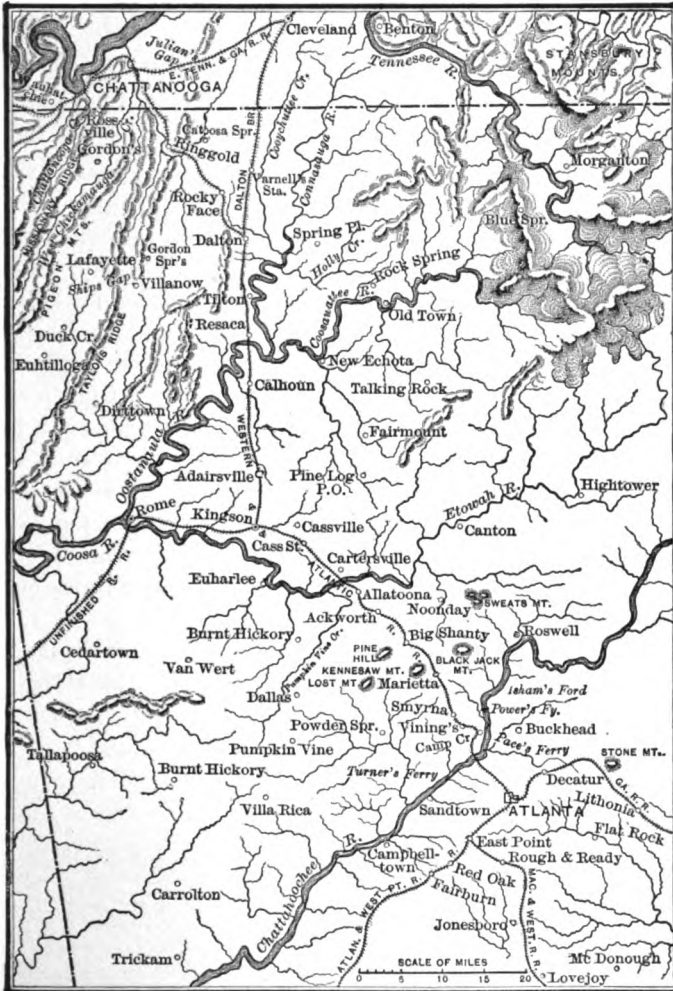 Cleveland
Benton
Julian's Gap
E. TENN. & GA. R. R.
Tennessee R.
STANSBURY MOUNTS.
CHATTANOOGA
Cooychuttee Cr.
Connasauga R.
Rossville
Catoosa Spr.
Gordon's
Ringgold
DALTON BR.
Varnell's Sta.
Morganton
MISSIONARY RIDGE
W. Chickamauga
Rocky Face
Blue Spr.
Spring Pl.
Dalton
Holly Cr.
Rock Spring
PIGEON MTS.
Lafayette
Gordon Spr's
Ships Gap
Villanow
Coosawattee R.
Tilton
Old Town
Resaca
Duck Cr.
TAYLORS RIDGE
Euhtilloga
New Echota
Calhoun
Talking Rock
Dirttown
Oostanaula R.
Fairmount
WESTERN & ATLANTIC R. R.
Adairsville
Pine Log P.O.
Hightower
Etowah R.
Rome
Kingson
Cassville
Canton
Coosa R.
Cass St.
Cartersville
Euharlee
Allatoona
Noonday
SWEATS MT.
UNFINISHED R. R.
Ackworth
Burnt Hickory
Big Shanty
Roswell
Cedartown
Pumpkin Vine Cr.
PINE HILL
BLACK JACK MT.
Van Wert
KENNESAW MT.
LOST MT.
Marietta
Isham's Ford
Dallas
Smyrna
Power's Fy.
Powder Spr.
Vining's
Buckhead
Camp Cr.
Pace's Ferry
Pumpkin Vine
STONE MT.
Tallapoosa
Burnt Hickory
Turner's Ferry
Decatur
GA. R. R.
Lithonia
Villa Rica
Sandtown
ATLANTA
Flat Rock
East Point
Campbelltown
Rough & Ready
Red Oak
Chattahoochee R.
Fairburn
Carrolton
MAC. & WEST. R. R.
ATLAN. & WEST PT. R. R.
Jonesboro
Trickam
SCALE OF MILES
0 5 10 15 20
Mc Donough
Lovejoy